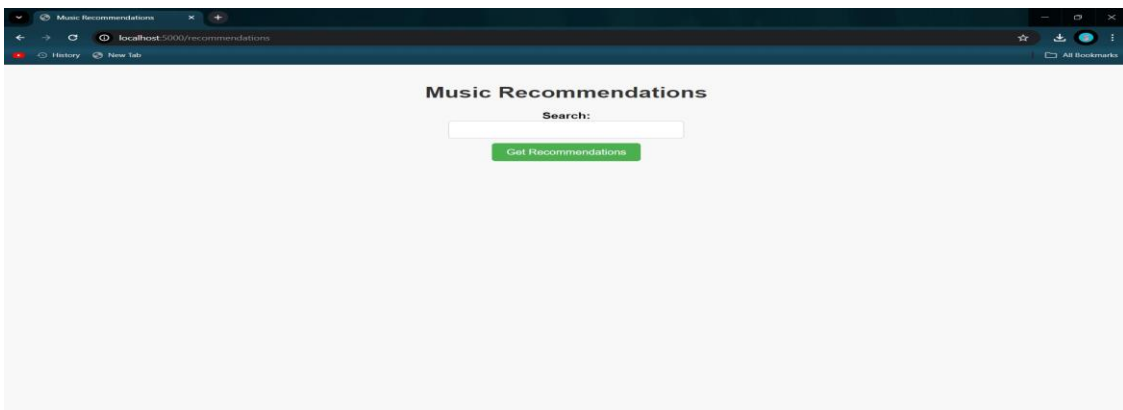 Music Recommendations
localhost:5000/recommendations
History New Tab All Bookmarks
Music Recommendations
Search:
Get Recommendations